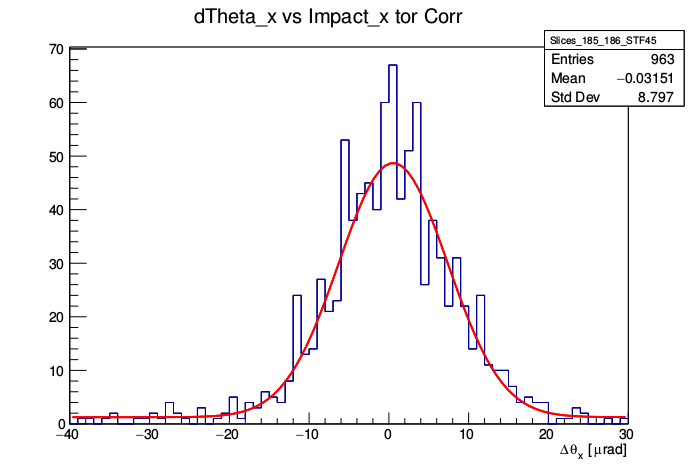 dTheta_x vs Impact_x tor Corr
Slices_185_186_STF45
Entries 963
Mean −0.03151
Std Dev 8.797
70
60
50
40
30
20
10
0
−40 −30 −20 −10 0 10 20 30
Δθx [μrad]